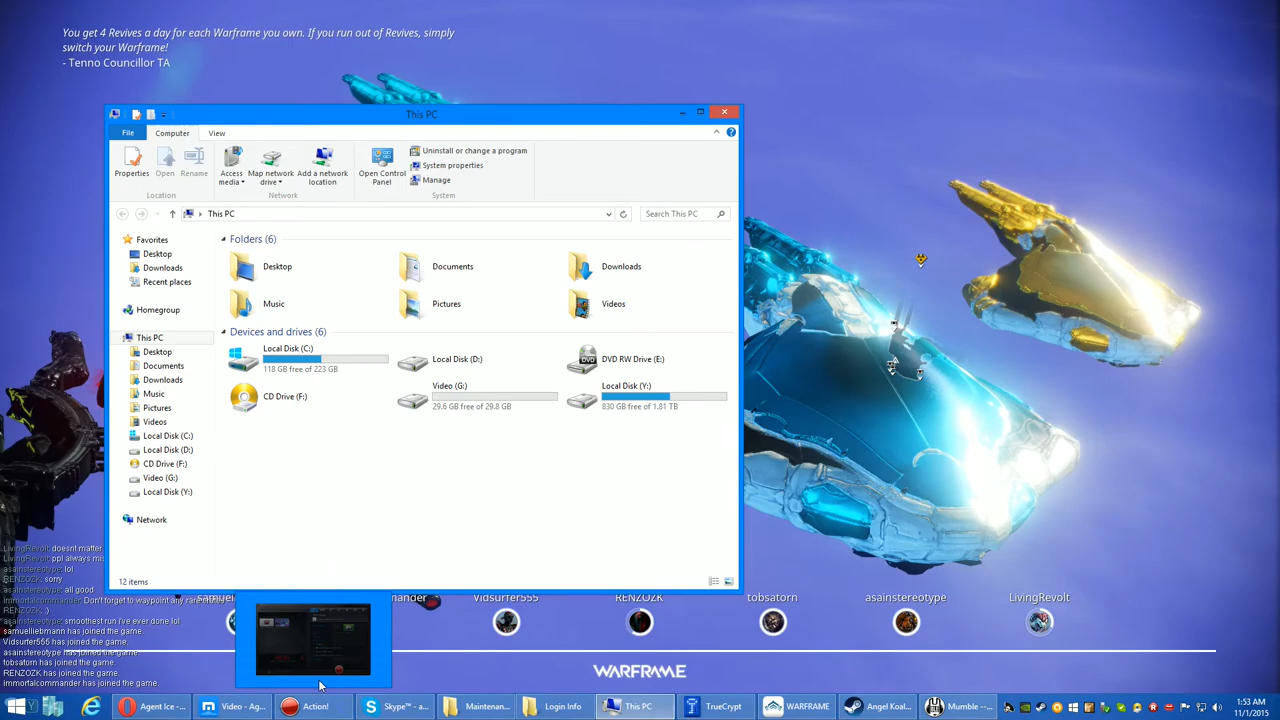 You get 4 Revives a day for each Warframe you own. If you run out of Revives, simply
switch your Warframe!
- Tenno Councillor TA
This PC
File
Computer
View
Properties
Open
Rename
Access media
Map network drive
Add a network location
Open Control Panel
Uninstall or change a program
System properties
Manage
Location
Network
System
This PC
Search This PC
Favorites
Desktop
Downloads
Recent places
Homegroup
This PC
Desktop
Documents
Downloads
Music
Pictures
Videos
Local Disk (C:)
Local Disk (D:)
CD Drive (F:)
Video (G:)
Local Disk (Y:)
Network
Folders (6)
Desktop
Documents
Downloads
Music
Pictures
Videos
Devices and drives (6)
Local Disk (C:)
118 GB free of 223 GB
Local Disk (D:)
DVD RW Drive (E:)
DVD
CD Drive (F:)
Video (G:)
29.6 GB free of 29.8 GB
Local Disk (Y:)
830 GB free of 1.81 TB
12 items
LivingRevolt: doesnt matter
LivingRevolt: ppl always mis
asainstereotype: lol
RENZOZK: sorry
asainstereotype: all good
immortalcommander: Don't forget to waypoint any rare
RENZOZK: :)
asainstereotype: smoothest run i've ever done lol
samuelliebmann has joined the game.
Vidsurfer555 has joined the game.
asainstereotype has joined the game.
tobsatorn has joined the game.
RENZOZK has joined the game.
immortalcommander has joined the game.
Vidsurfer555
RENZOZK
tobsatorn
asainstereotype
LivingRevolt
WARFRAME
Agent Ice -...
Video - Ag...
Action!
Skype™ - a...
Maintenan...
Login Info
This PC
TrueCrypt
WARFRAME
Angel Koal...
Mumble -...
1:53 AM
11/1/2015